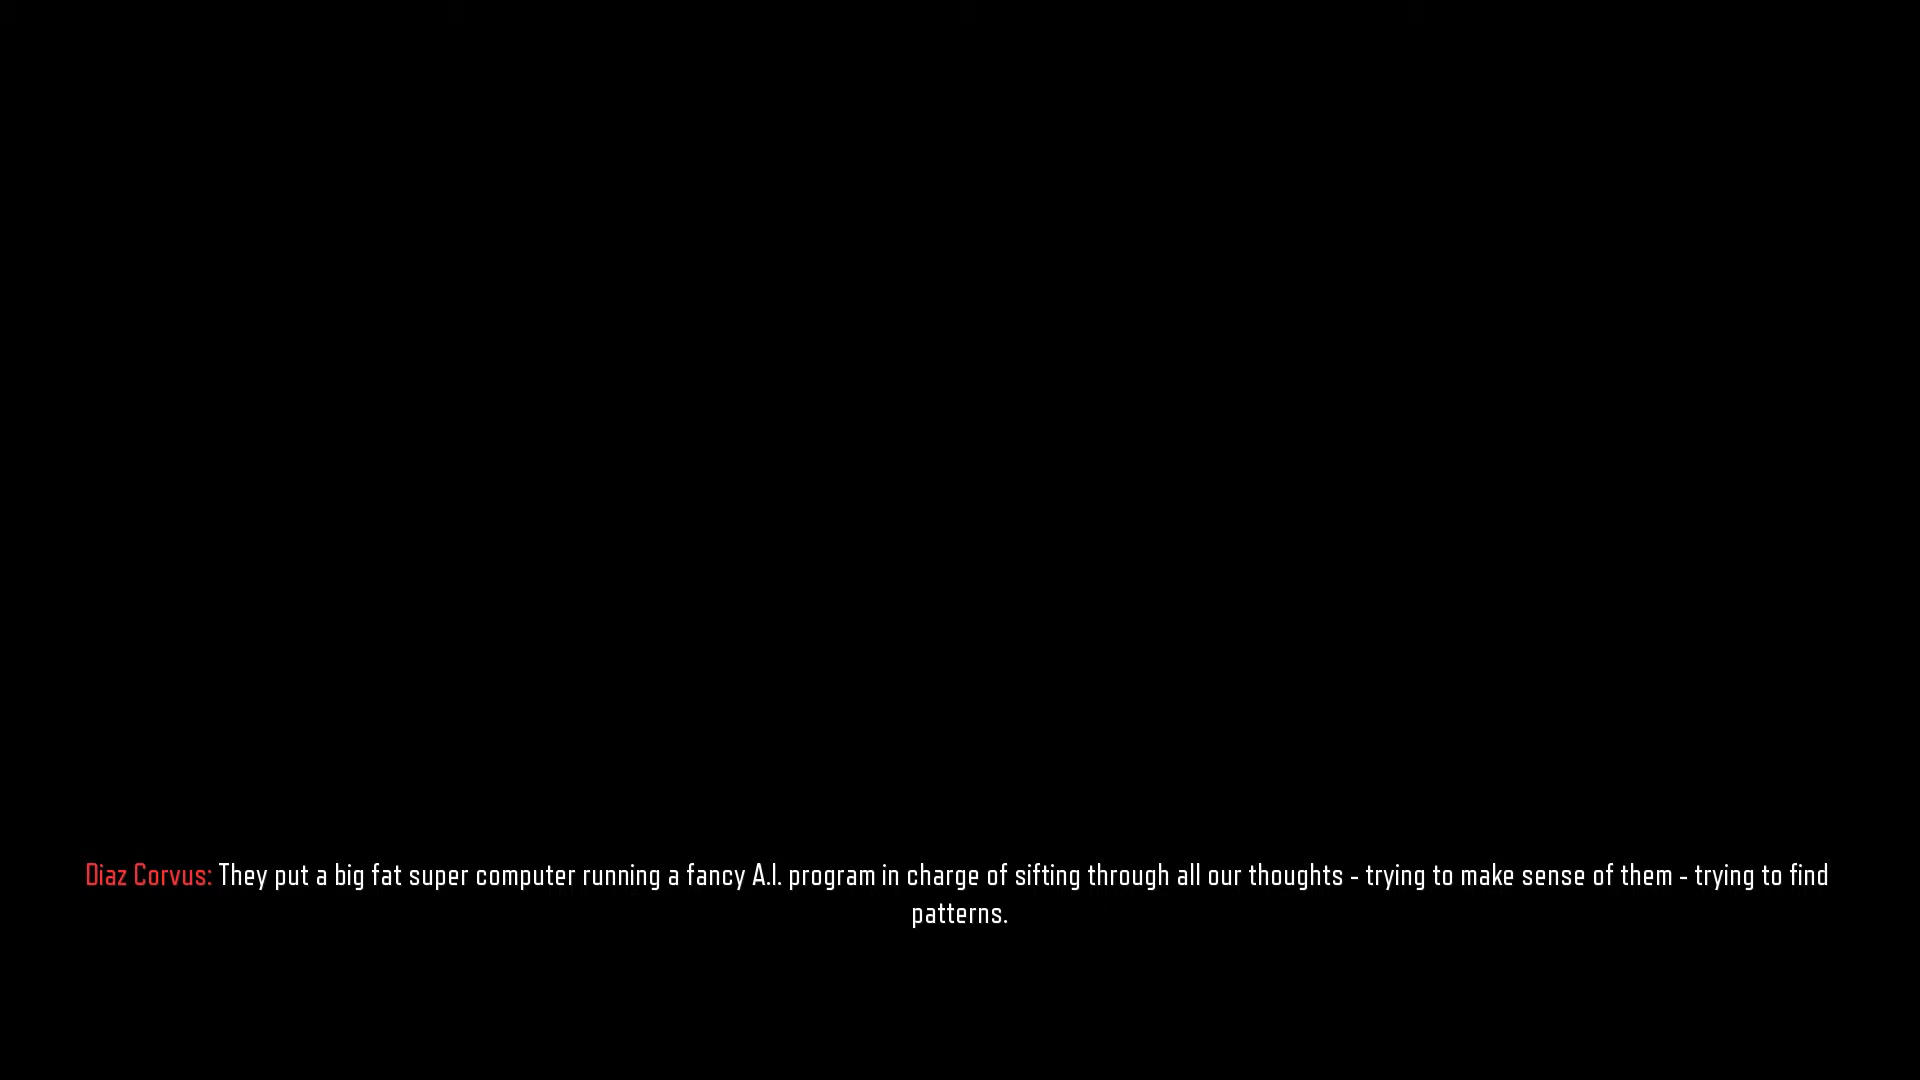 Diaz Corvus: They put a big fat super computer running a fancy A.I. program in charge of sifting through all our thoughts - trying to make sense of them - trying to find
patterns.